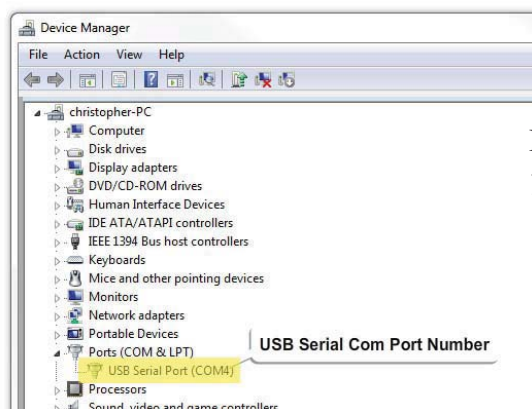 Device Manager
File Action View Help
christopher-PC
Computer
Disk drives
Display adapters
DVD/CD-ROM drives
Human Interface Devices
IDE ATA/ATAPI controllers
IEEE 1394 Bus host controllers
Keyboards
Mice and other pointing devices
Monitors
Network adapters
Portable Devices
Ports (COM & LPT)
USB Serial Port (COM4)
USB Serial Com Port Number
Processors
Sound, video and game controllers